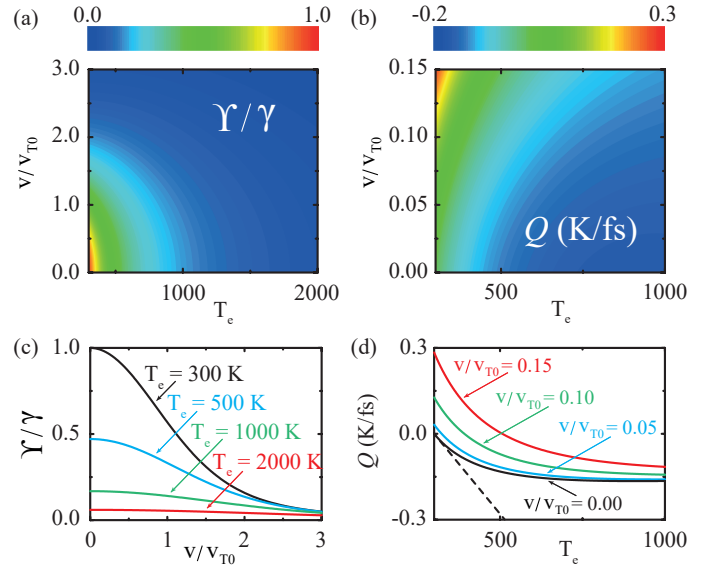 (a) 0.0 1.0 (b) -0.2 0.3
3.0 0.15
ϒ/γ
2.0 0.10
v/v_T0 v/v_T0
1.0 0.05
Q (K/fs)
0.0 0.00
1000 2000 500 1000
T_e T_e
(c) (d)
1.0 0.3
T_e = 300 K v/v_T0 = 0.15
T_e = 500 K v/v_T0 = 0.10
ϒ/γ 0.5 Q (K/fs) 0.0 v/v_T0 = 0.05
T_e = 1000 K
T_e = 2000 K
v/v_T0 = 0.00
0.0 -0.3
0 1 2 3 500 1000
v/v_T0 T_e